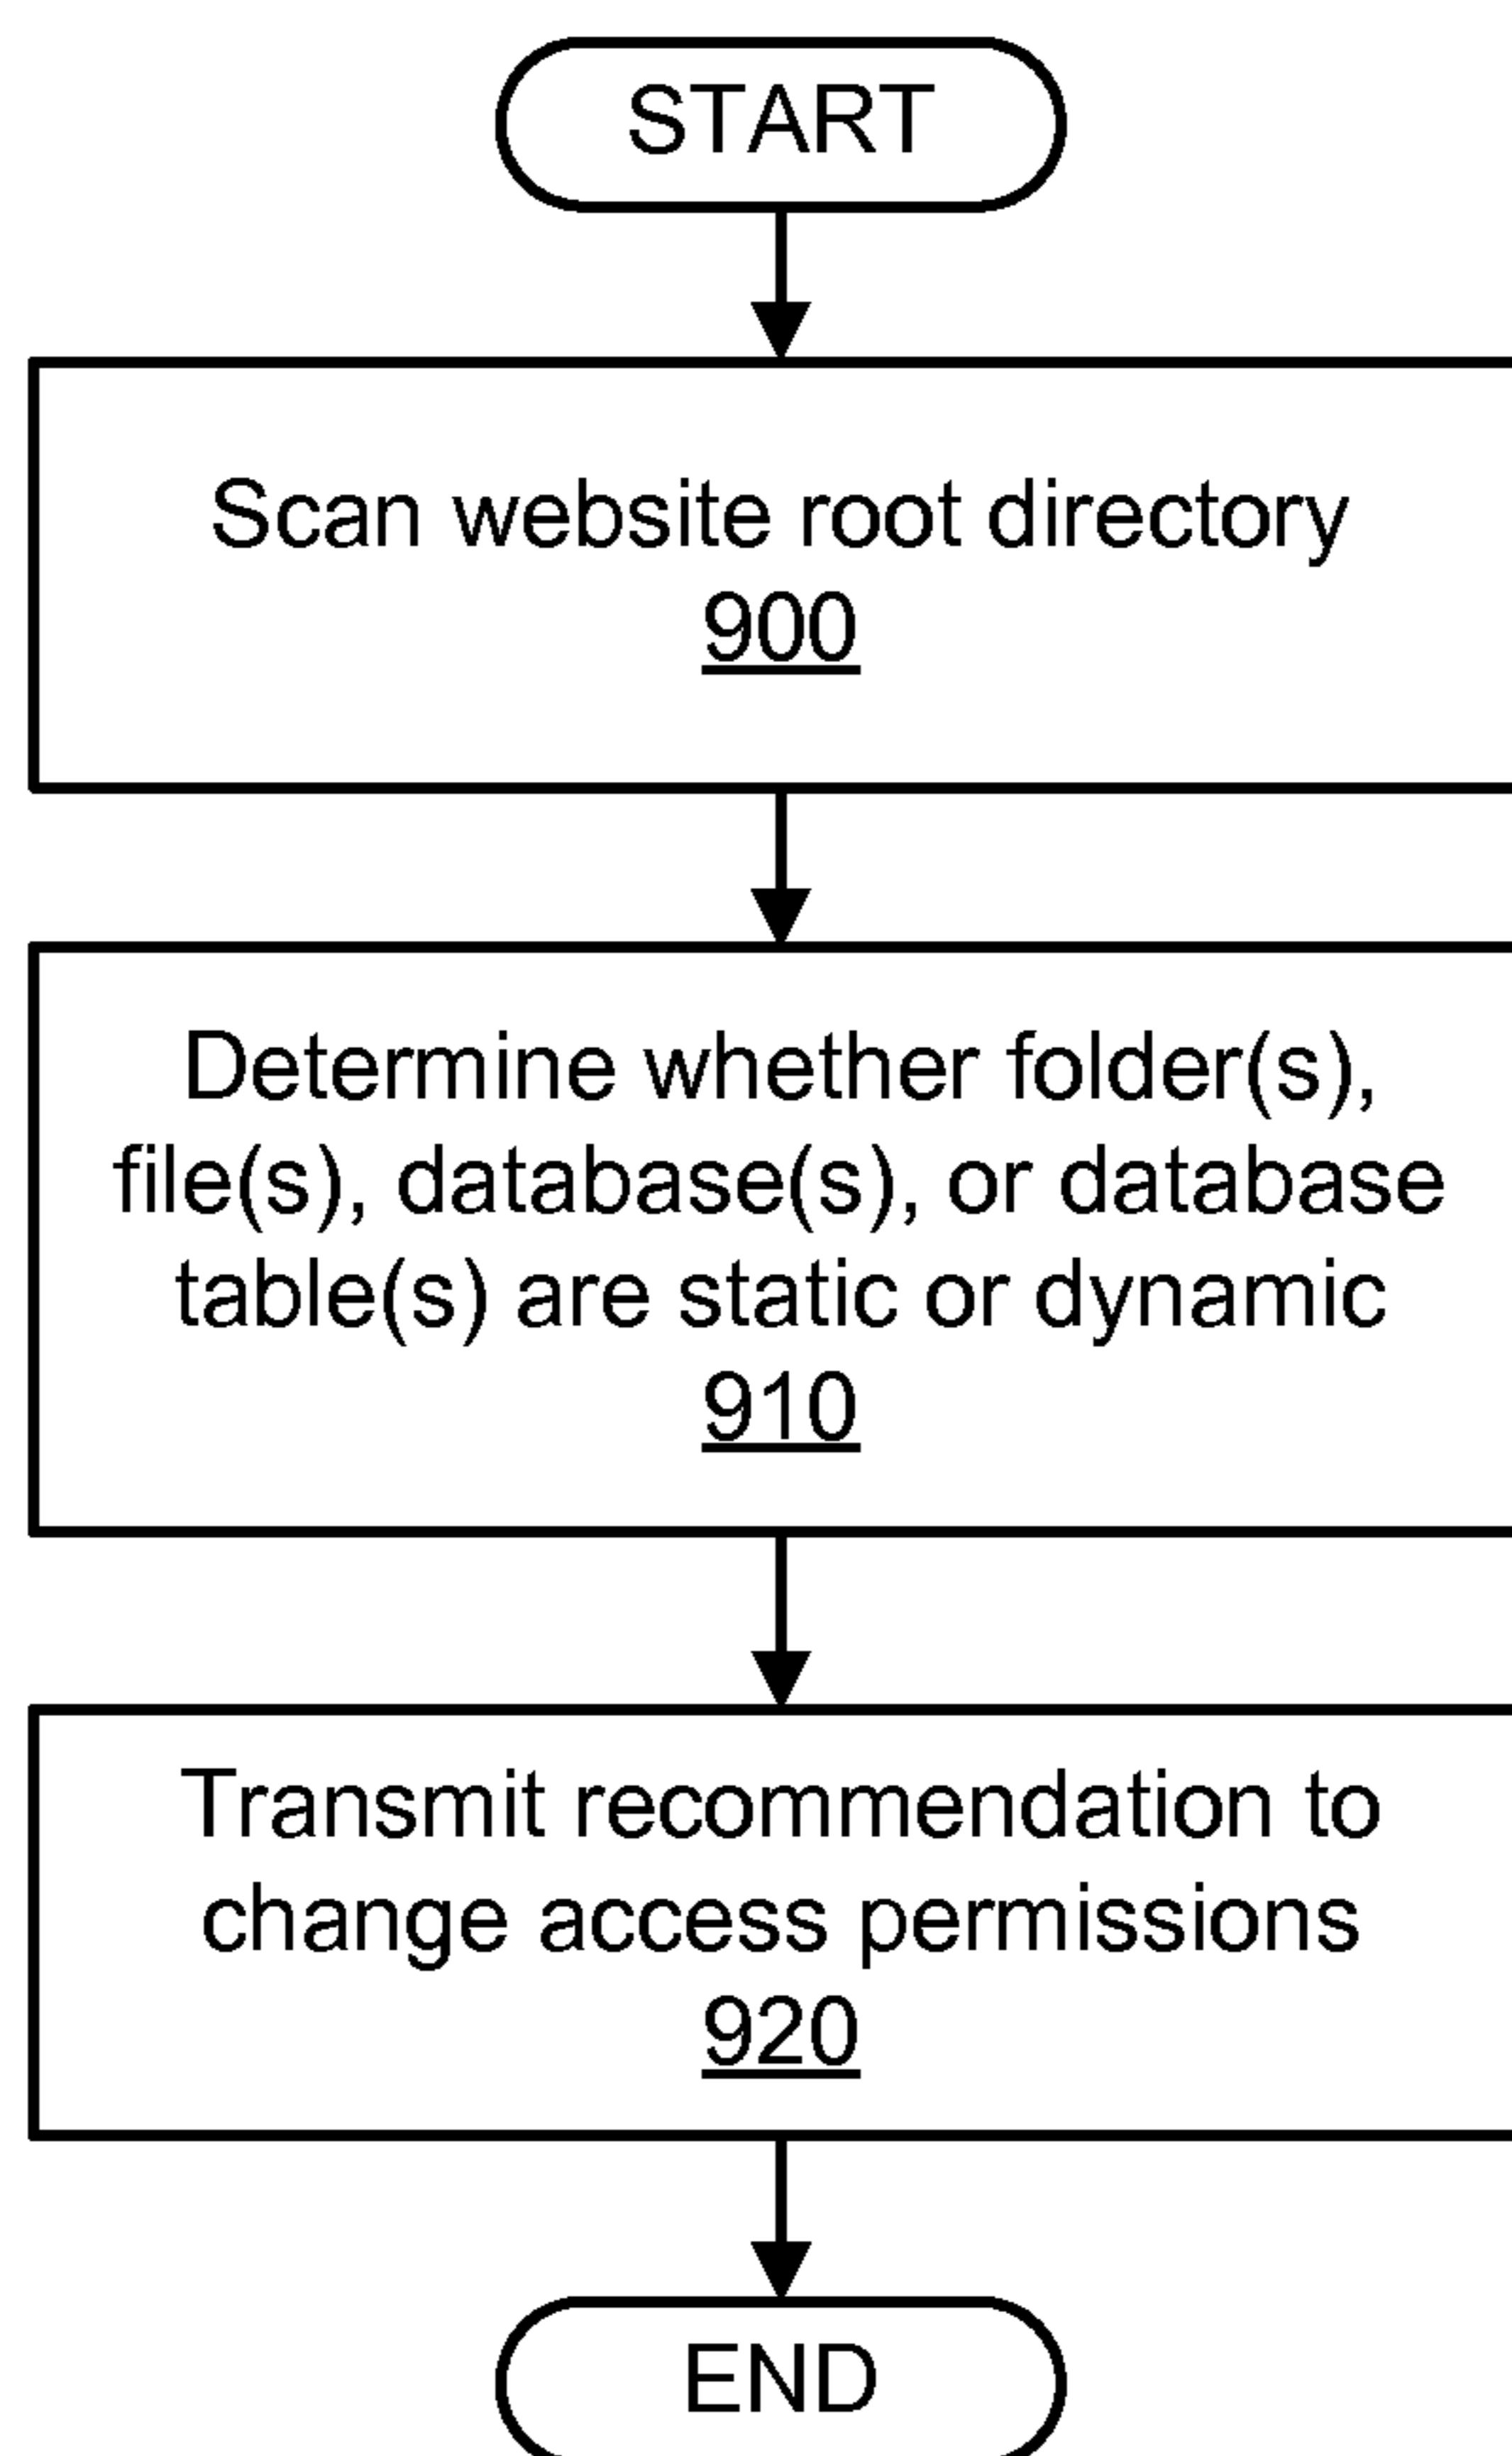 START
Scan website root directory
900
Determine whether folder(s),
file(s), database(s), or database
table(s) are static or dynamic
910
Transmit recommendation to
change access permissions
920
END